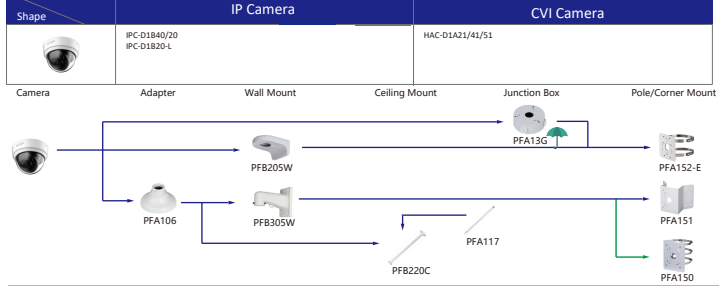 Shape
IP Camera
CVI Camera
IPC-D1B40/20
IPC-D1B20-L
HAC-D1A21/41/51
Camera
Adapter
Wall Mount
Ceiling Mount
Junction Box
Pole/Corner Mount
PFA13G
PFB205W
PFA152-E
PFA106
PFB305W
PFA151
PFA117
PFB220C
PFA150